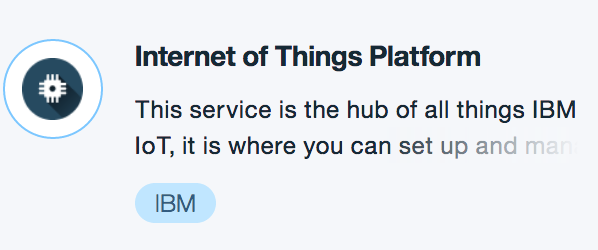 Internet of Things Platform
This service is the hub of all things IBM
IoT, it is where you can set up and man
IBM